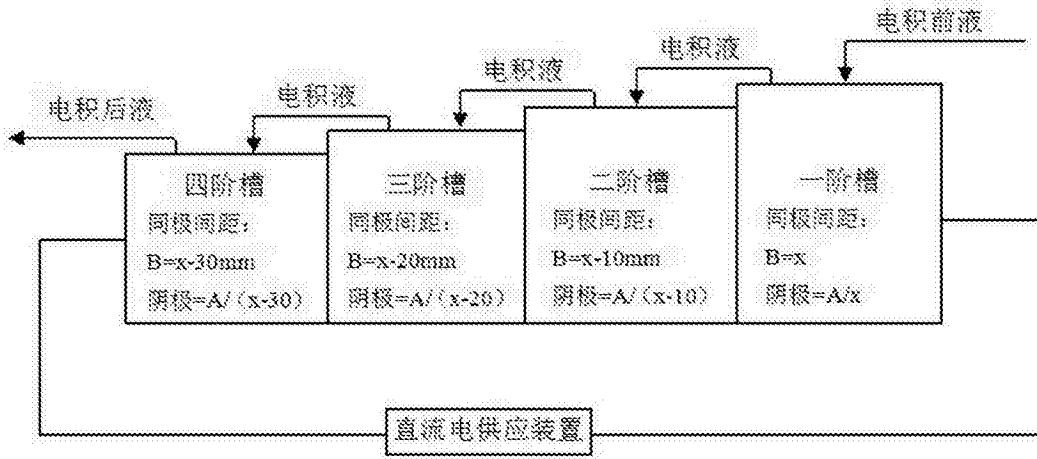 电积前液
电积液
电积液
电积液
电积后液
四阶槽
同极间距:
B=x-30mm
阴极=A/(x-30)
三阶槽
同极间距:
B=x-20mm
阴极=A/(x-20)
二阶槽
同极间距:
B=x-10mm
阴极=A/(x-10)
一阶槽
同极间距:
B=x
阴极=A/x
直流电供应装置